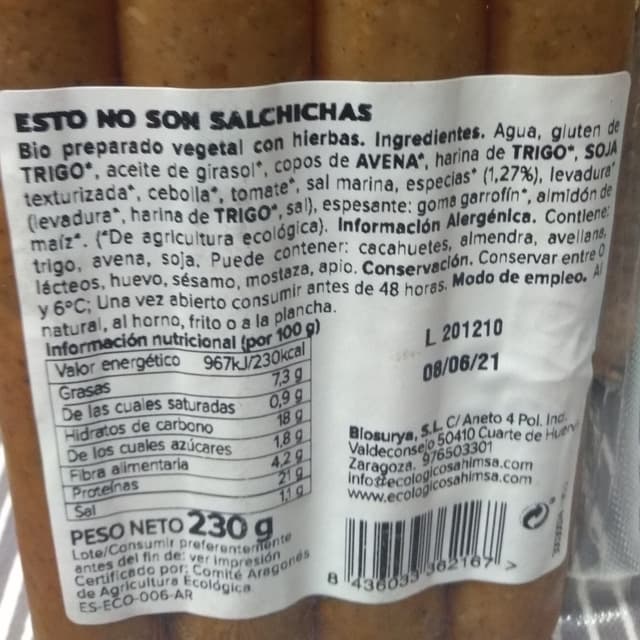 ESTO NO SON SALCHICHAS
Bio preparado vegetal con hierbas. Ingredientes. Agua, gluten de
TRIGO*, aceite de girasol*, copos de AVENA*, harina de TRIGO*, SOJA
texturizada*, cebolla*, tomate*, sal marina, especias* (1,27%), levadura*
(levadura*, harina de TRIGO*, sal), espesante: goma garrofín*, almidón de
maíz*. (*De agricultura ecológica). Información Alergénica. Contiene:
trigo, avena, soja. Puede contener: cacahuetes, almendra, avellana,
lácteos, huevo, sésamo, mostaza, apio. Conservación. Conservar entre 0
y 6ºC; Una vez abierto consumir antes de 48 horas. Modo de empleo. Al
natural, al horno, frito o a la plancha.
Información nutricional (por 100 g)
Valor energético 967kJ/230kcal
Grasas 7,3 g
De las cuales saturadas 0,9 g
Hidratos de carbono 18 g
De los cuales azúcares 1,8 g
Fibra alimentaria 4,2 g
Proteínas 21 g
Sal 1,1 g
PESO NETO 230 g
Lote/Consumir preferentemente
antes del fin de: ver impresión
Certificado por: Comité Aragonés
de Agricultura Ecológica
ES-ECO-006-AR
L 201210
08/06/21
Biosurya, S.L. C/ Aneto 4 Pol. Ind.
Valdeconsejo 50410 Cuarte de Huerva
Zaragoza. 976503301
info@ecologicosahimsa.com
www.ecologicosahimsa.com
8 436033 362167 >